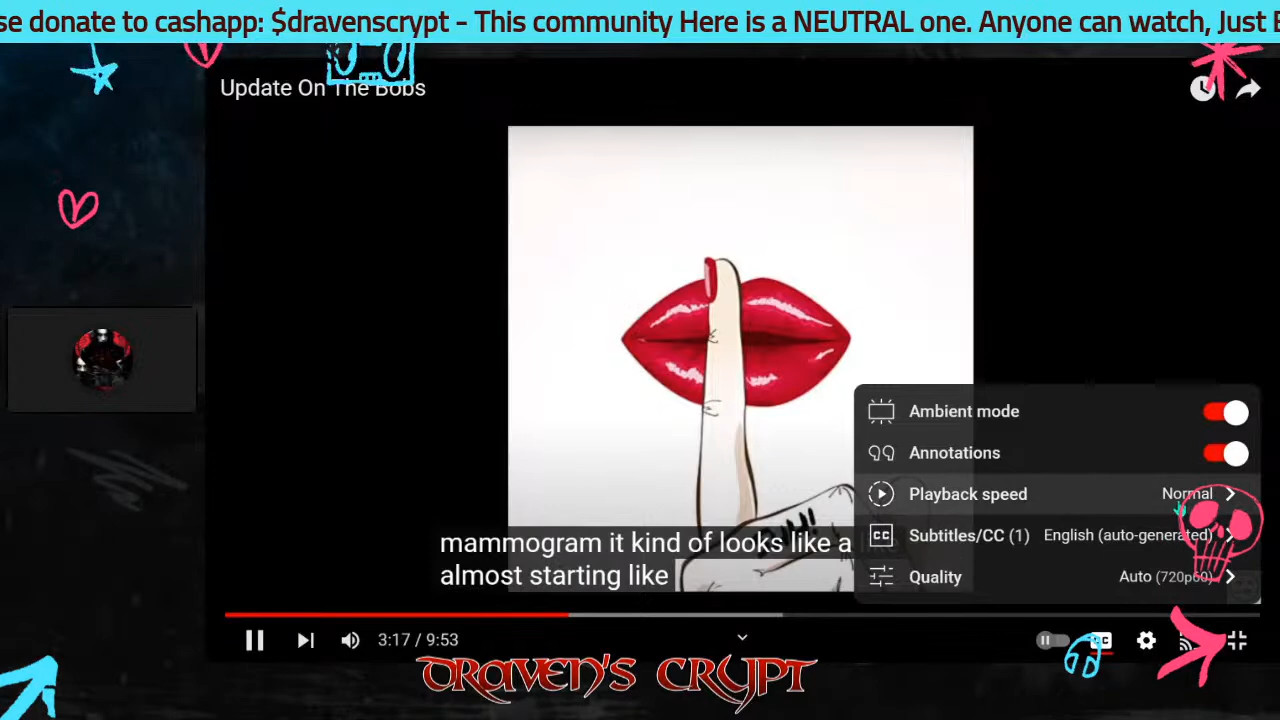 se donate to cashapp: $dravenscrypt - This community Here is a NEUTRAL one. Anyone can watch, Just
Update On The Bobs
Ambient mode
Annotations
Playback speed Normal
mammogram it kind of looks like a like
Subtitles/CC (1) English (auto-generated)
almost starting like
Quality Auto (720p60)
3:17 / 9:53
CC
DRAVEN'S CRYPT